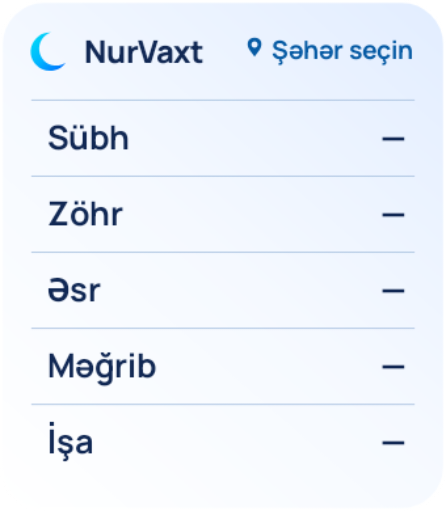 NurVaxt Şəhər seçin
Sübh —
Zöhr —
Əsr —
Məğrib —
İşa —